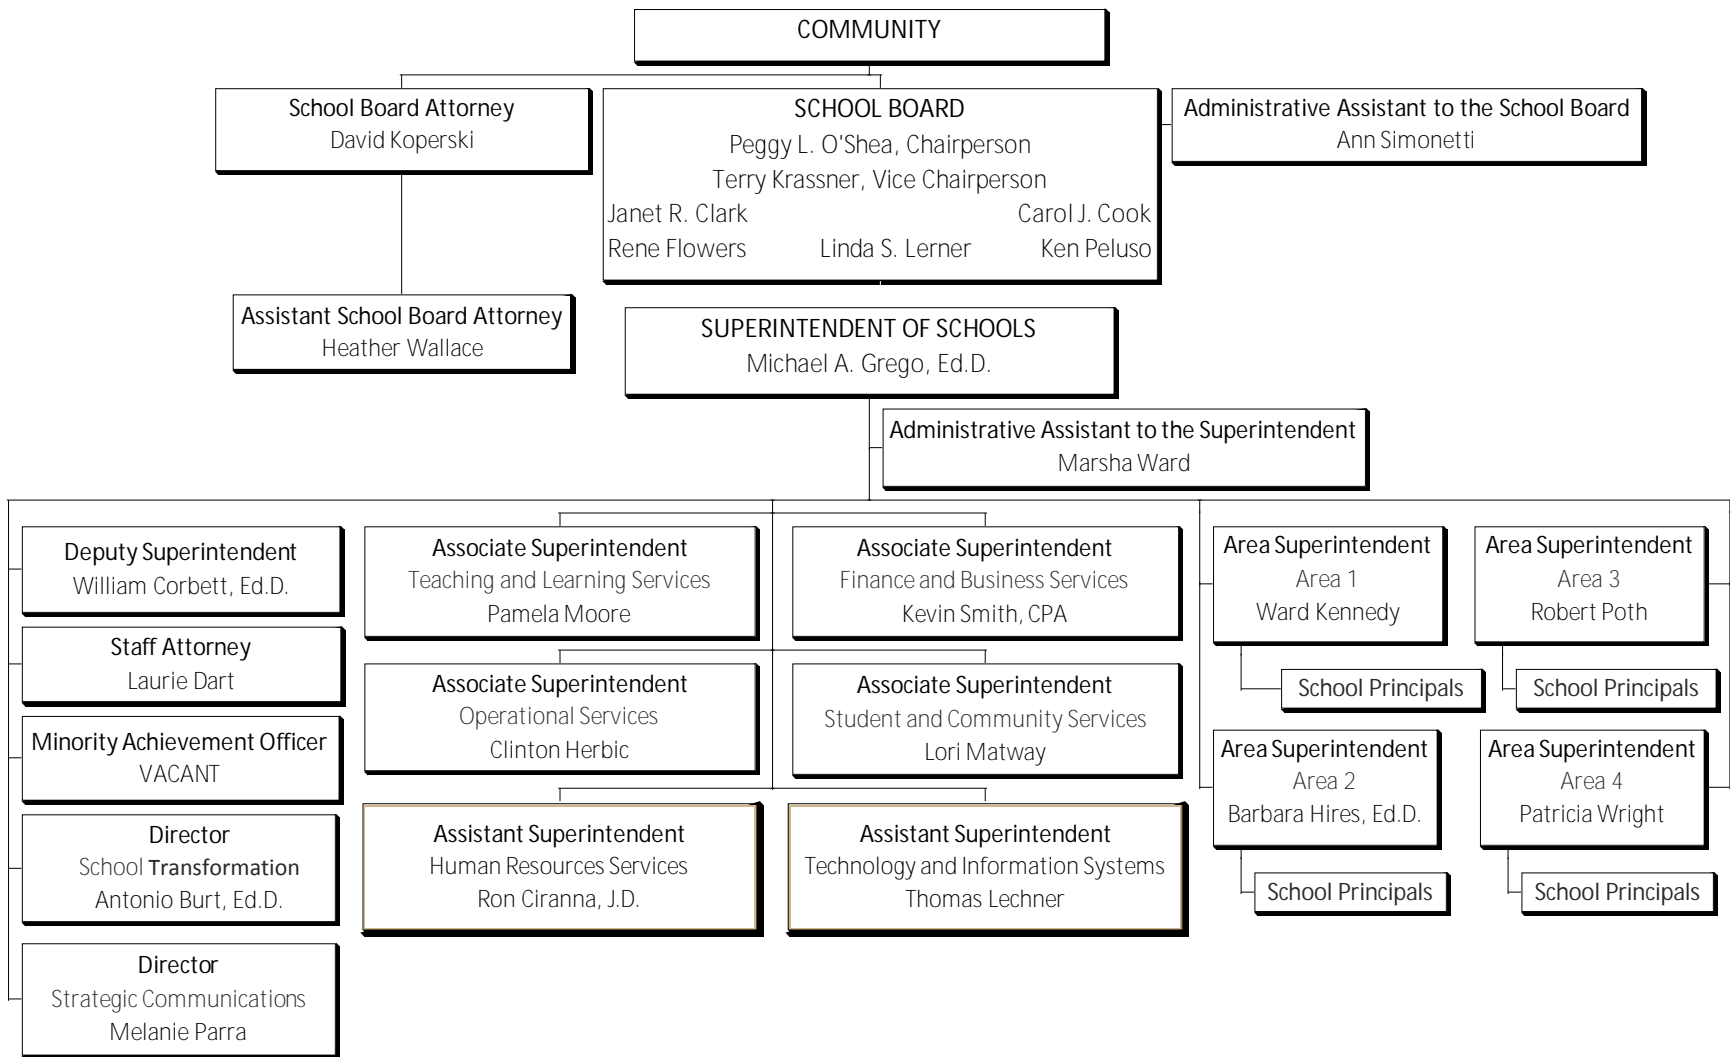 COMMUNITY
School Board Attorney
David Koperski
SCHOOL BOARD
Peggy L. O'Shea, Chairperson
Terry Krassner, Vice Chairperson
Janet R. Clark Carol J. Cook
Rene Flowers Linda S. Lerner Ken Peluso
Administrative Assistant to the School Board
Ann Simonetti
Assistant School Board Attorney
Heather Wallace
SUPERINTENDENT OF SCHOOLS
Michael A. Grego, Ed.D.
Administrative Assistant to the Superintendent
Marsha Ward
Deputy Superintendent
William Corbett, Ed.D.
Staff Attorney
Laurie Dart
Minority Achievement Officer
VACANT
Director
School Transformation
Antonio Burt, Ed.D.
Director
Strategic Communications
Melanie Parra
Associate Superintendent
Teaching and Learning Services
Pamela Moore
Associate Superintendent
Finance and Business Services
Kevin Smith, CPA
Associate Superintendent
Operational Services
Clinton Herbic
Associate Superintendent
Student and Community Services
Lori Matway
Assistant Superintendent
Human Resources Services
Ron Ciranna, J.D.
Assistant Superintendent
Technology and Information Systems
Thomas Lechner
Area Superintendent
Area 1
Ward Kennedy
School Principals
Area Superintendent
Area 3
Robert Poth
School Principals
Area Superintendent
Area 2
Barbara Hires, Ed.D.
School Principals
Area Superintendent
Area 4
Patricia Wright
School Principals